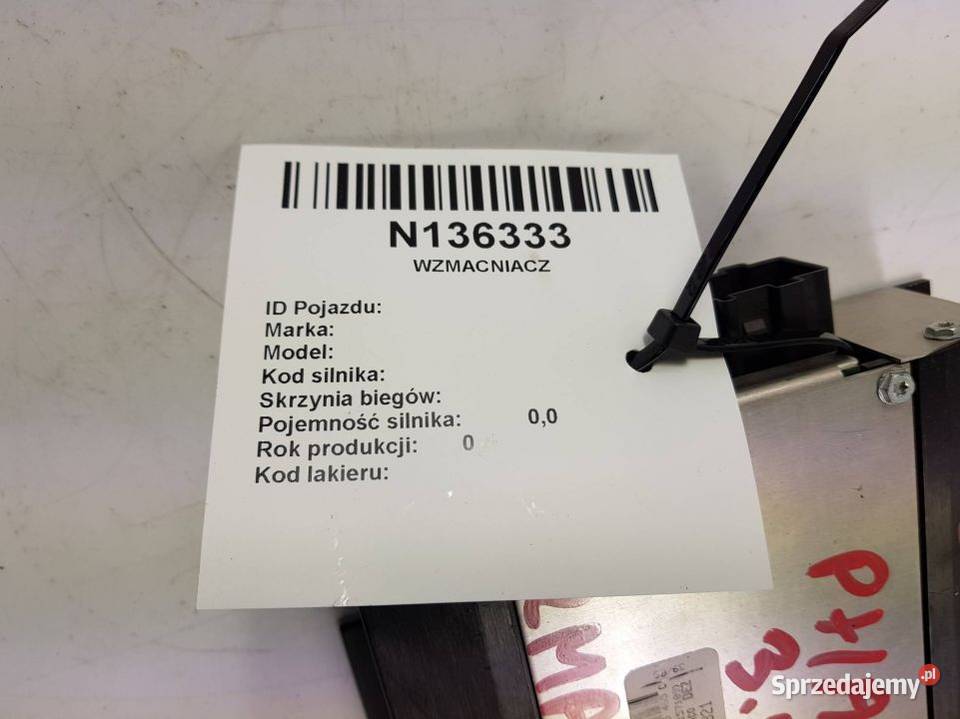 N136333
WZMACNIACZ
ID Pojazdu:
Marka:
Model:
Kod silnika:
Skrzynia biegów:
Pojemność silnika: 0,0
Rok produkcji: 0
Kod lakieru:
Sprzedajemy.pl